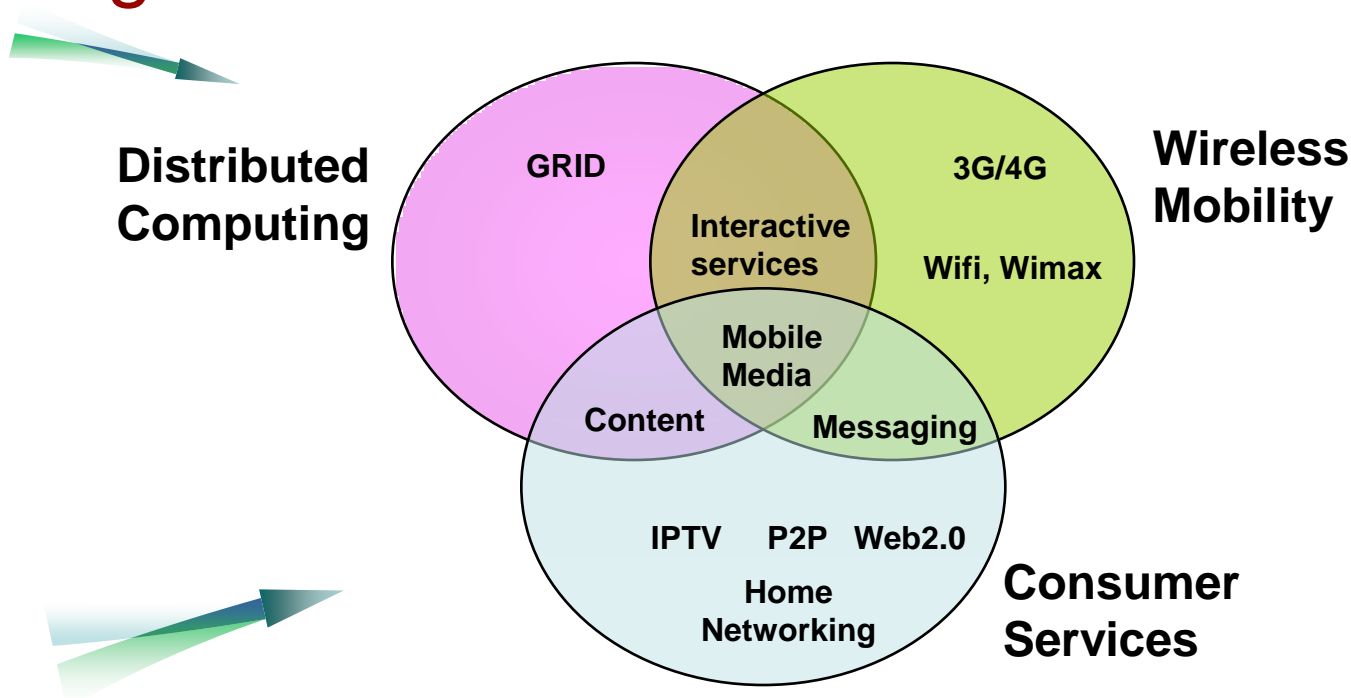 Distributed
Computing
GRID
Interactive
services
3G/4G
Wifi, Wimax
Wireless
Mobility
Mobile
Media
Content
Messaging
IPTV P2P Web2.0
Home
Networking
Consumer
Services